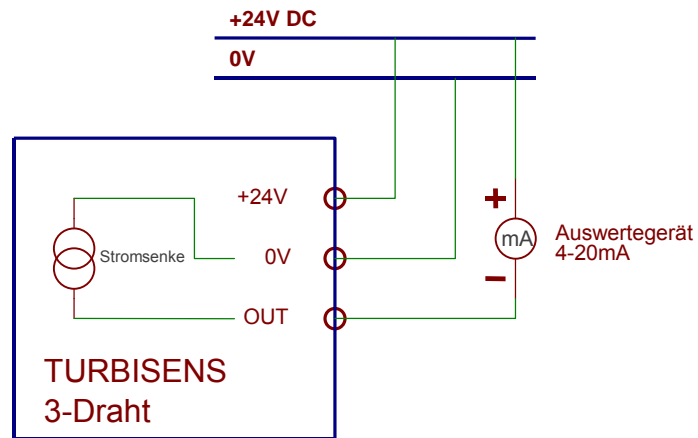 +24V DC
0V
+24V
Stromsenke
0V
OUT
+
mA
−
Auswertegerät
4-20mA
TURBISENS
3-Draht